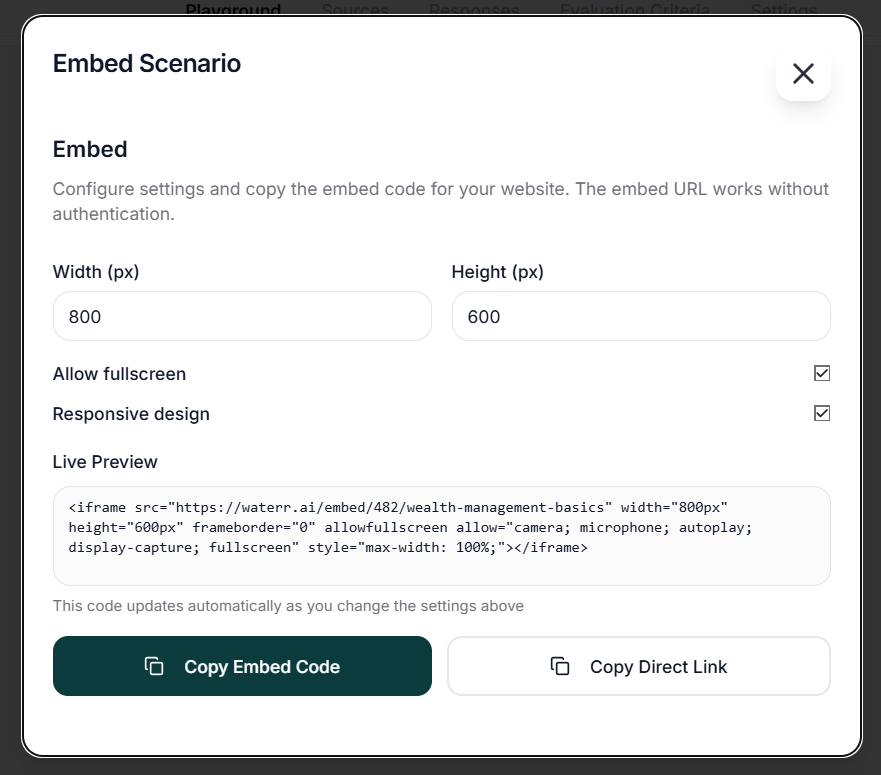 Playground Sources Responses Evaluation Criteria Settings
Embed Scenario
Embed
Configure settings and copy the embed code for your website. The embed URL works without
authentication.
Width (px) Height (px)
800 600
Allow fullscreen
Responsive design
Live Preview
<iframe src="https://waterr.ai/embed/482/wealth-management-basics" width="800px"
height="600px" frameborder="0" allowfullscreen allow="camera; microphone; autoplay;
display-capture; fullscreen" style="max-width: 100%;"></iframe>
This code updates automatically as you change the settings above
Copy Embed Code Copy Direct Link